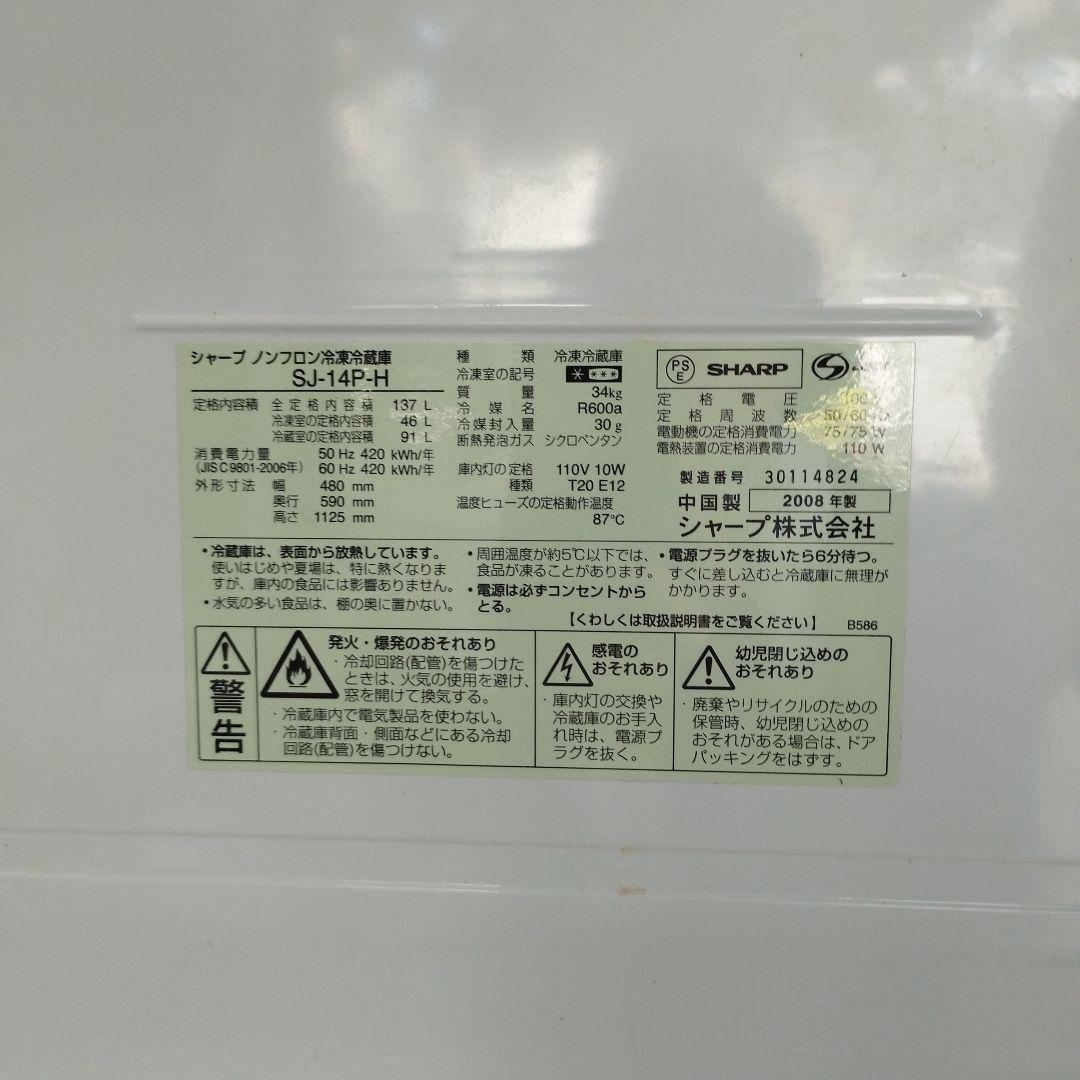 シャープ ノンフロン冷凍冷蔵庫
SJ-14P-H
定格内容積 全定格内容積 137 L
冷凍室の定格内容積 46 L
冷蔵室の定格内容積 91 L
消費電力量 50 Hz 420 kWh/年
(JIS C 9801-2006年) 60 Hz 420 kWh/年
外形寸法 幅 480 mm
奥行 590 mm
高さ 1125 mm
種類 冷凍冷蔵庫
冷凍室の記号 * ***
質量 34kg
冷媒名 R600a
冷媒封入量 30 g
断熱発泡ガス シクロペンタン
庫内灯の定格 110V 10W
種類 T20 E12
温度ヒューズの定格動作温度
87℃
PS E SHARP
定格電圧 100
定格周波数 50/60
電動機の定格消費電力 75/75 W
電熱装置の定格消費電力 110 W
製造番号 30114824
中国製 2008年製
シャープ株式会社
・冷蔵庫は、表面から放熱しています。
使いはじめや夏場は、特に熱くなりま
すが、庫内の食品には影響ありません。
・水気の多い食品は、棚の奥に置かない。
・周囲温度が約5℃以下では、
食品が凍ることがあります。
・電源は必ずコンセントから
とる。
・電源プラグを抜いたら6分待つ。
すぐに差し込むと冷蔵庫に無理が
かかります。
【くわしくは取扱説明書をご覧ください】 B586
警告
発火・爆発のおそれあり
・冷却回路(配管)を傷つけた
ときは、火気の使用を避け、
窓を開けて換気する。
・冷蔵庫内で電気製品を使わない。
・冷蔵庫背面・側面などにある冷却
回路(配管)を傷つけない。
感電の
おそれあり
・庫内灯の交換や
冷蔵庫のお手入
れ時は、電源プ
ラグを抜く。
幼児閉じ込めの
おそれあり
・廃棄やリサイクルのための
保管時、幼児閉じ込めの
おそれがある場合は、ドア
パッキングをはずす。